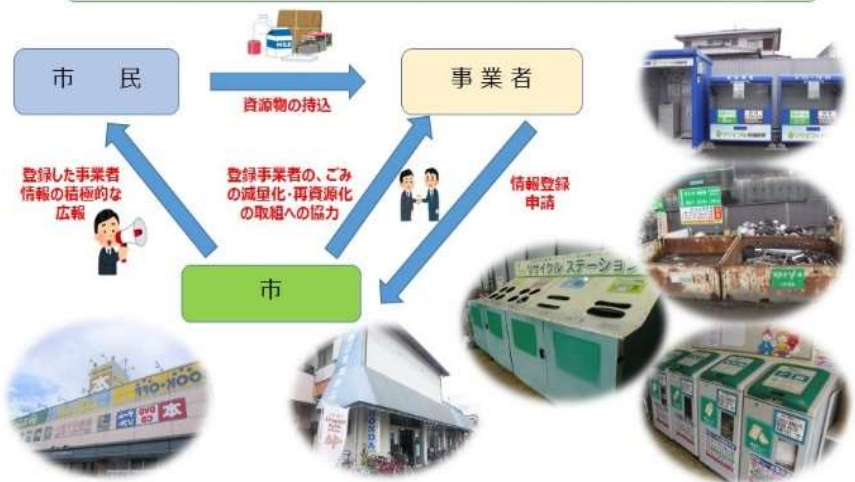 市 民
事業者
資源物の持込
登録した事業者
情報の積極的な
広報
登録事業者の、ごみ
の減量化・再資源化
の取組への協力
情報登録
申請
市
リサイクル ステーション
本
HONDA